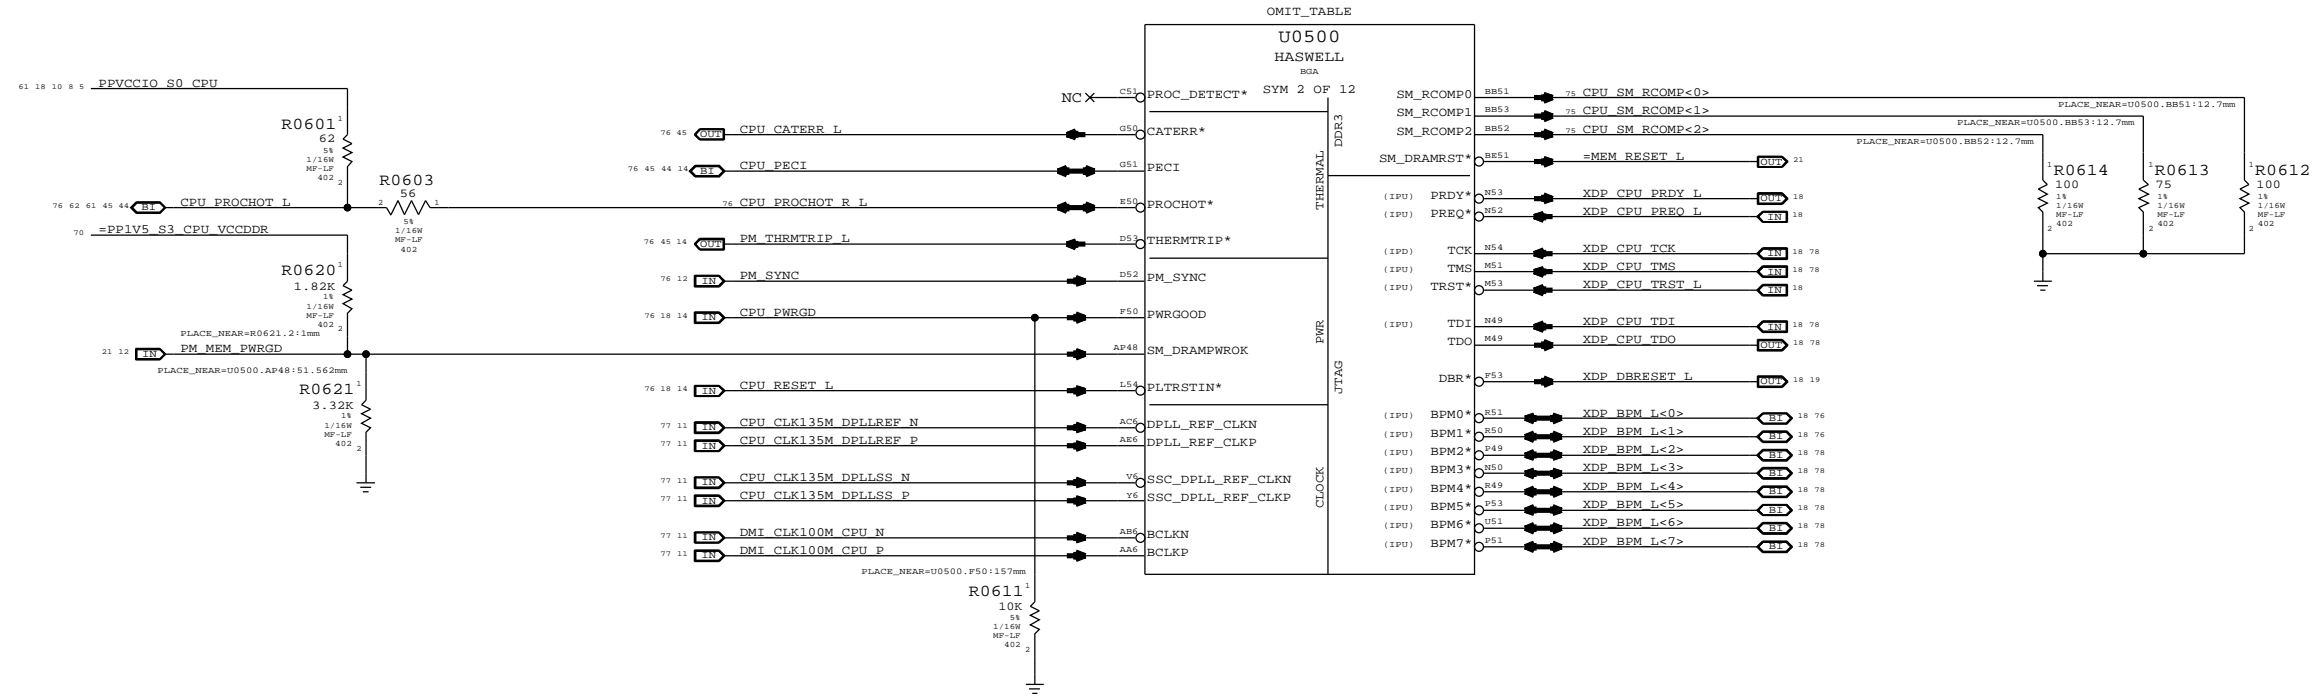 OMIT_TABLE
U0500
HASWELL
BGA
SYM 2 OF 12
61 18 10 8 5 PPVCCIO_S0_CPU
R0601 1
62
5%
1/16W
MF-LF
402 2
R0603
56
2 1
5%
1/16W
MF-LF
402
76 62 61 45 44 BI CPU_PROCHOT_L
70 =PP1V5_S3_CPU_VCCDDR
R0620 1
1.82K
1%
1/16W
MF-LF
402 2
PLACE_NEAR=R0621.2:1mm
21 12 IN PM_MEM_PWRGD
PLACE_NEAR=U0500.AP48:51.562mm
R0621 1
3.32K
1%
1/16W
MF-LF
402 2
NC C51 PROC_DETECT*
76 45 OUT CPU_CATERR_L G50 CATERR*
76 45 44 14 BI CPU_PECI G51 PECI
76 CPU_PROCHOT_R_L E50 PROCHOT*
76 45 14 OUT PM_THRMTRIP_L D53 THERMTRIP*
76 12 IN PM_SYNC D52 PM_SYNC
76 18 14 IN CPU_PWRGD F50 PWRGOOD
AP48 SM_DRAMPWROK
76 18 14 IN CPU_RESET_L L54 PLTRSTIN*
77 11 IN CPU_CLK135M_DPLLREF_N AC6 DPLL_REF_CLKN
77 11 IN CPU_CLK135M_DPLLREF_P AE6 DPLL_REF_CLKP
77 11 IN CPU_CLK135M_DPLLSS_N V6 SSC_DPLL_REF_CLKN
77 11 IN CPU_CLK135M_DPLLSS_P Y6 SSC_DPLL_REF_CLKP
77 11 IN DMI_CLK100M_CPU_N AB6 BCLKN
77 11 IN DMI_CLK100M_CPU_P AA6 BCLKP
PLACE_NEAR=U0500.F50:157mm
R0611 1
10K
5%
1/16W
MF-LF
402 2
THERMAL
PWR
CLOCK
DDR3
JTAG
SM_RCOMP0 BB51 75 CPU_SM_RCOMP<0>
PLACE_NEAR=U0500.BB51:12.7mm
SM_RCOMP1 BB53 75 CPU_SM_RCOMP<1>
PLACE_NEAR=U0500.BB53:12.7mm
SM_RCOMP2 BB52 75 CPU_SM_RCOMP<2>
PLACE_NEAR=U0500.BB52:12.7mm
SM_DRAMRST* BE51 =MEM_RESET_L OUT 21
(IPU) PRDY* N53 XDP_CPU_PRDY_L OUT 18
(IPU) PREQ* N52 XDP_CPU_PREQ_L IN 18
(IPD) TCK N54 XDP_CPU_TCK IN 18 78
(IPU) TMS M51 XDP_CPU_TMS IN 18 78
(IPU) TRST* M53 XDP_CPU_TRST_L IN 18
(IPU) TDI N49 XDP_CPU_TDI IN 18 78
TDO M49 XDP_CPU_TDO OUT 18 78
DBR* F53 XDP_DBRESET_L OUT 18 19
(IPU) BPM0* R51 XDP_BPM_L<0> BI 18 76
(IPU) BPM1* R50 XDP_BPM_L<1> BI 18 76
(IPU) BPM2* P49 XDP_BPM_L<2> BI 18 78
(IPU) BPM3* N50 XDP_BPM_L<3> BI 18 78
(IPU) BPM4* R49 XDP_BPM_L<4> BI 18 78
(IPU) BPM5* P53 XDP_BPM_L<5> BI 18 78
(IPU) BPM6* U51 XDP_BPM_L<6> BI 18 78
(IPU) BPM7* P51 XDP_BPM_L<7> BI 18 78
1 R0614
100
1%
1/16W
MF-LF
2 402
1 R0613
75
1%
1/16W
MF-LF
2 402
1 R0612
100
1%
1/16W
MF-LF
2 402